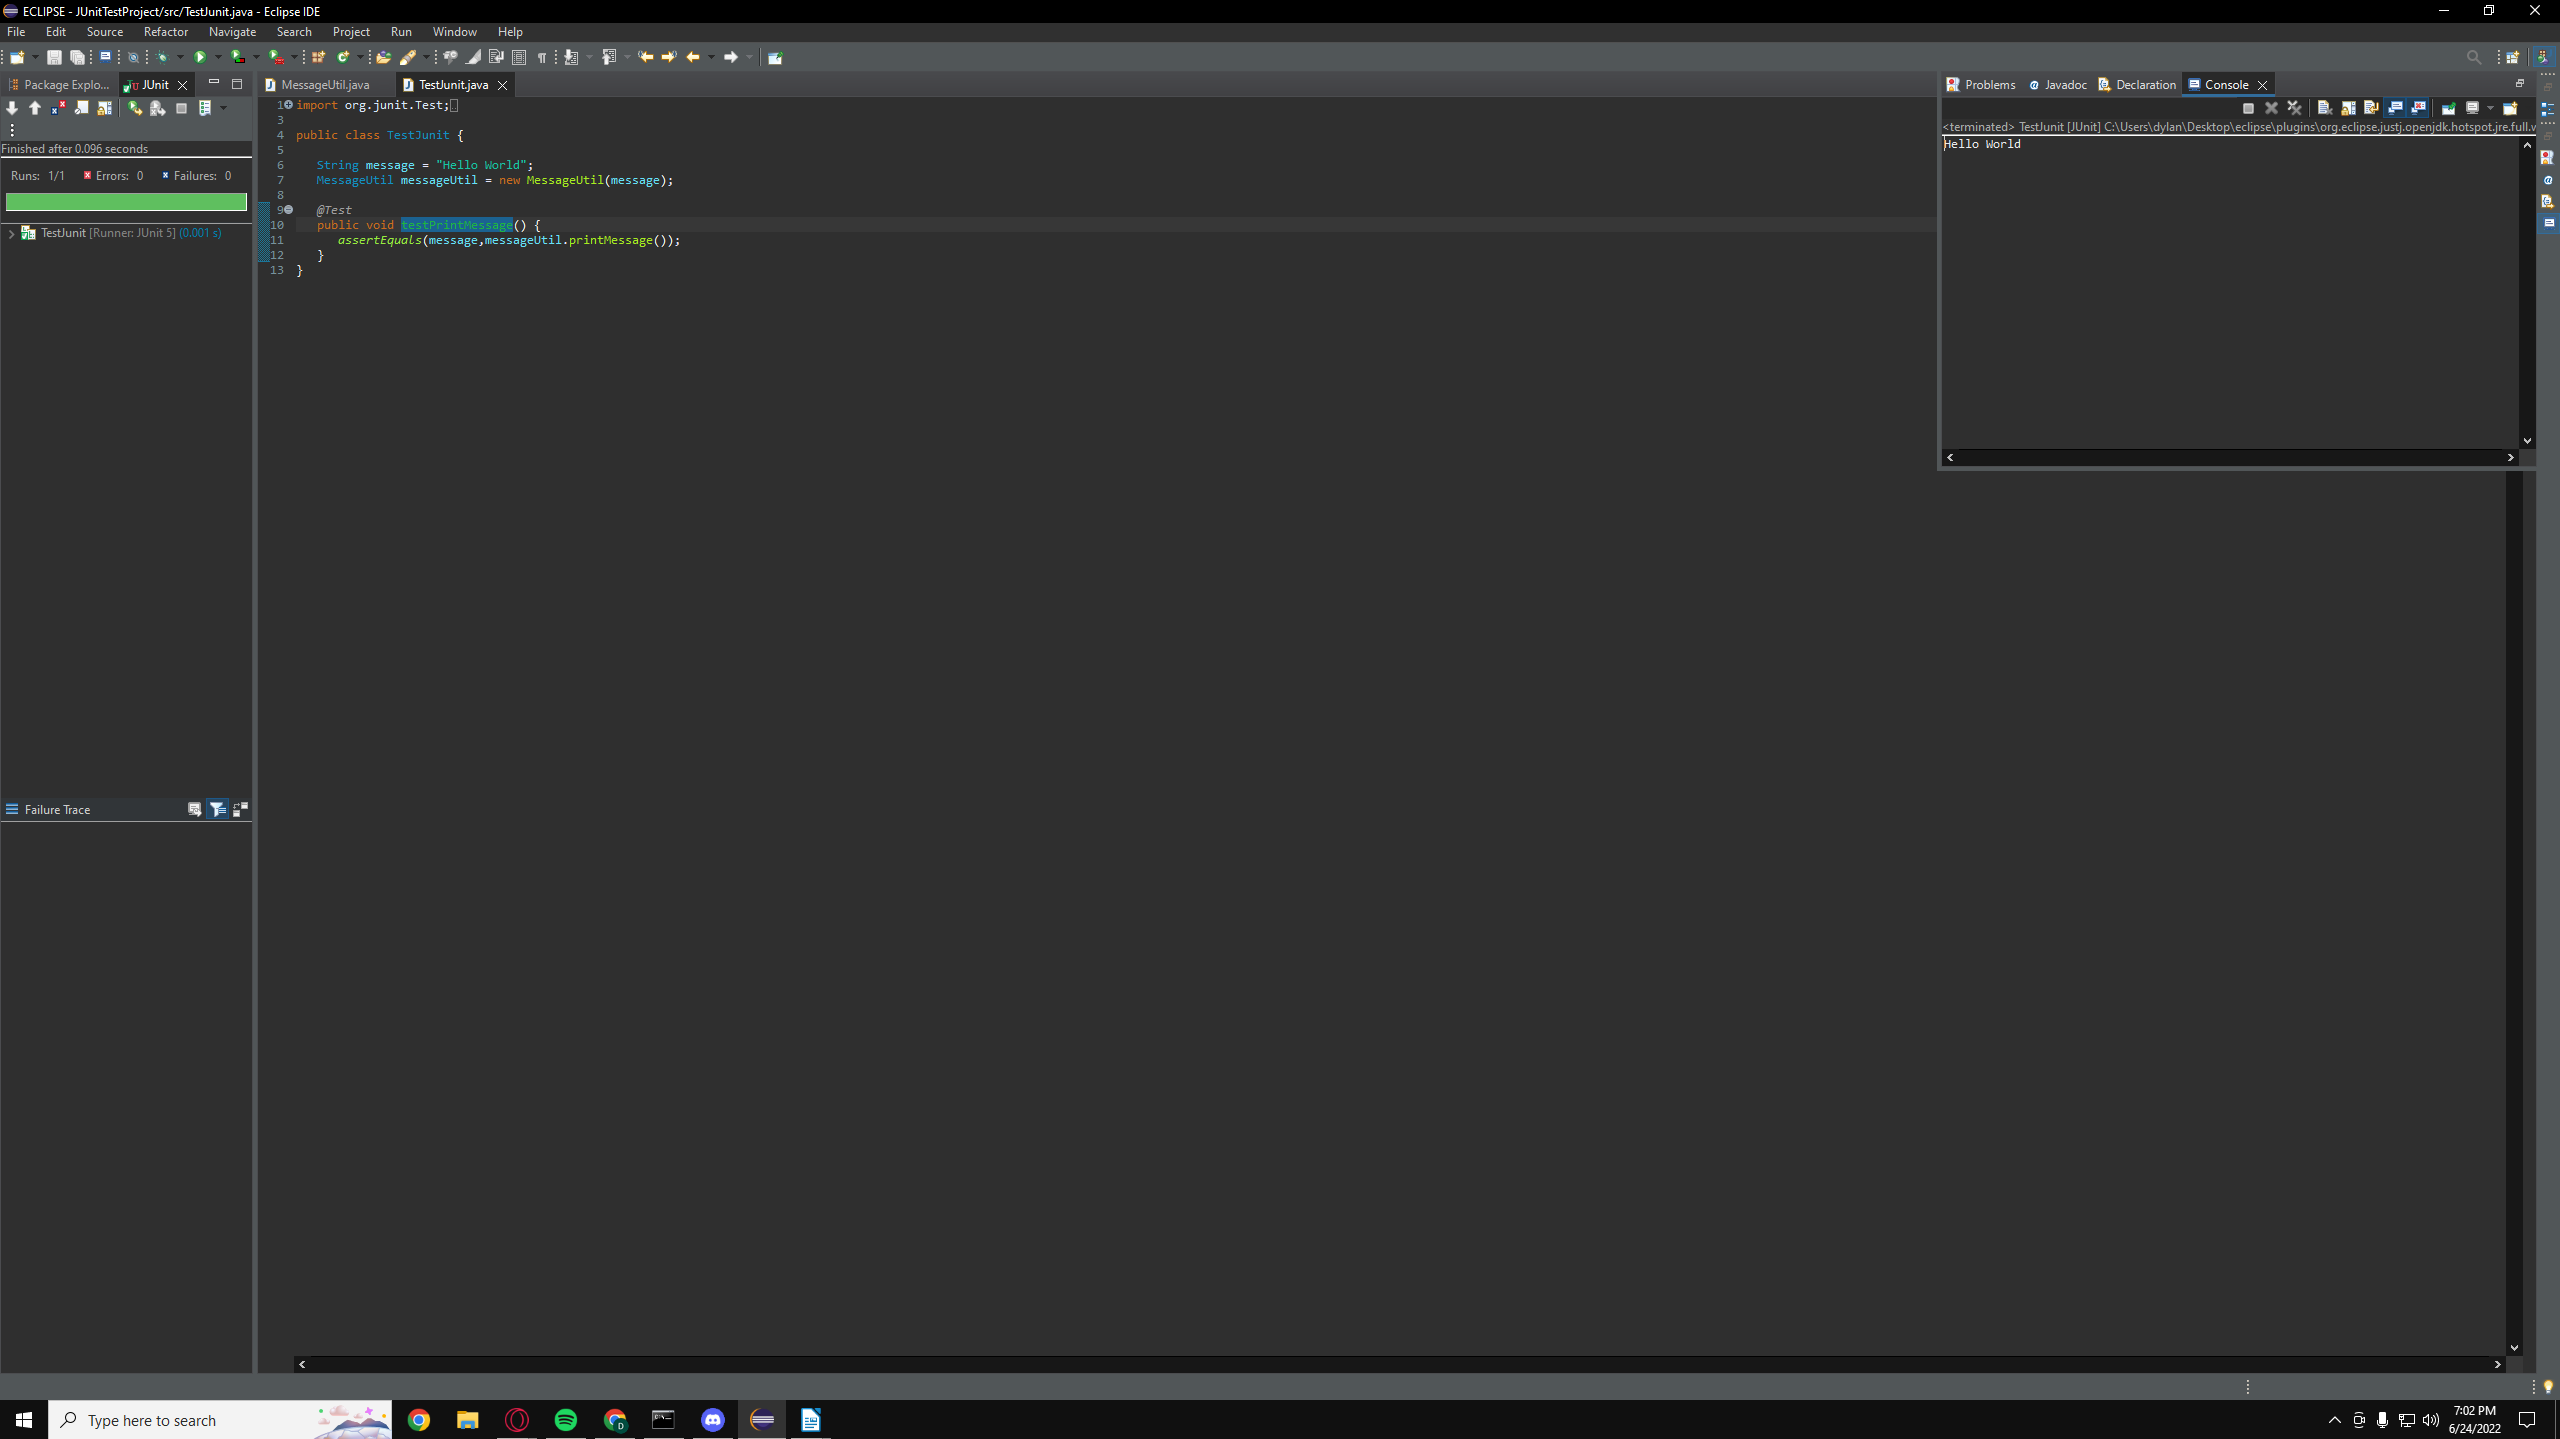 ECLIPSE - JUnitTestProject/src/TestJunit.java - Eclipse IDE
File Edit Source Refactor Navigate Search Project Run Window Help
Package Explo... JUnit
Finished after 0.096 seconds
Runs: 1/1 Errors: 0 Failures: 0
TestJunit [Runner: JUnit 5] (0.001 s)
Failure Trace
MessageUtil.java TestJunit.java
1 import org.junit.Test;
3
4 public class TestJunit {
5
6 String message = "Hello World";
7 MessageUtil messageUtil = new MessageUtil(message);
8
9 @Test
10 public void testPrintMessage() {
11 assertEquals(message,messageUtil.printMessage());
12 }
13 }
Problems Javadoc Declaration Console
<terminated> TestJunit [JUnit] C:\Users\dylan\Desktop\eclipse\plugins\org.eclipse.justj.openjdk.hotspot.jre.full.w
Hello World
Type here to search
7:02 PM
6/24/2022